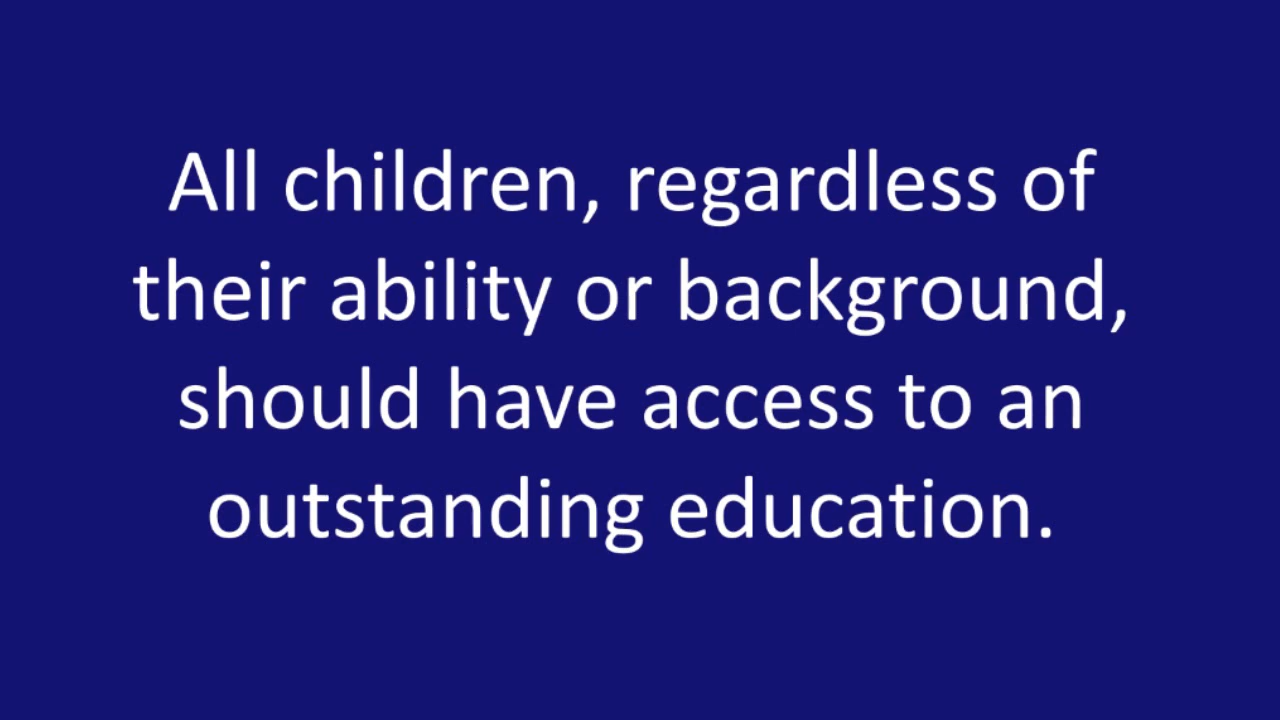 All children, regardless of
their ability or background,
should have access to an
outstanding education.